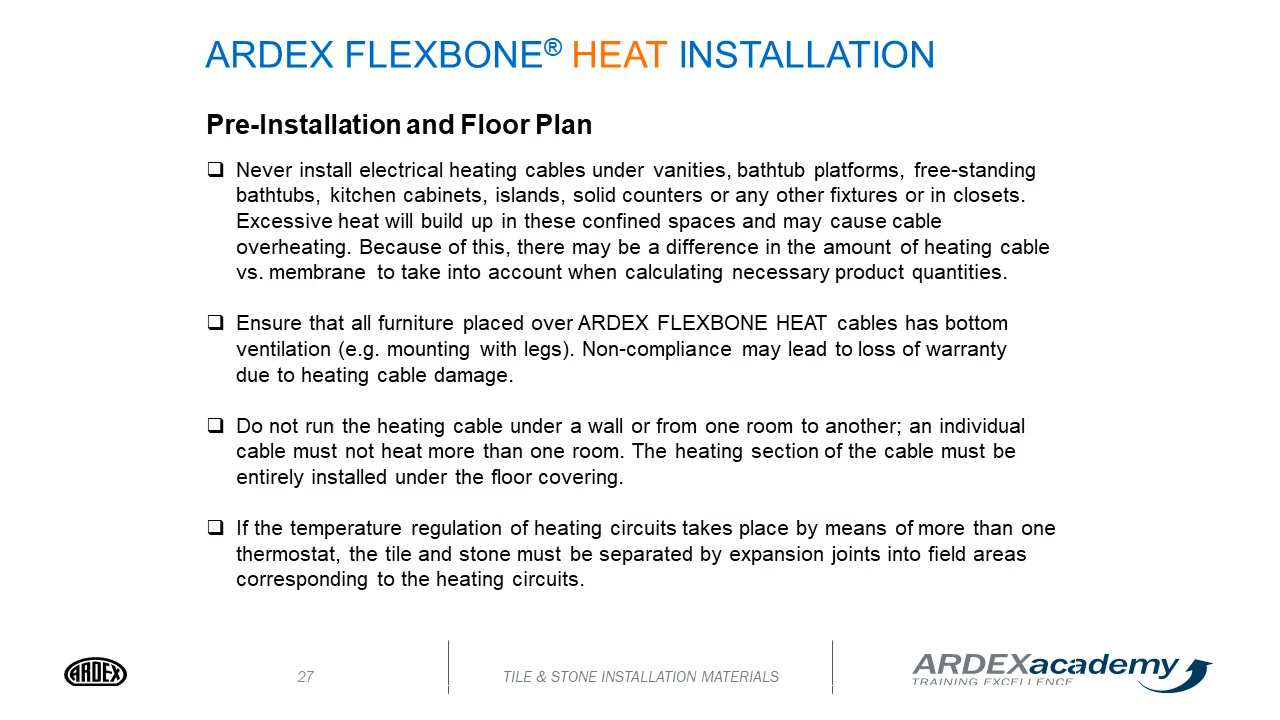 ARDEX FLEXBONE® HEAT INSTALLATION
Pre-Installation and Floor Plan
❑ Never install electrical heating cables under vanities, bathtub platforms, free-standing
bathtubs, kitchen cabinets, islands, solid counters or any other fixtures or in closets.
Excessive heat will build up in these confined spaces and may cause cable
overheating. Because of this, there may be a difference in the amount of heating cable
vs. membrane to take into account when calculating necessary product quantities.
❑ Ensure that all furniture placed over ARDEX FLEXBONE HEAT cables has bottom
ventilation (e.g. mounting with legs). Non-compliance may lead to loss of warranty
due to heating cable damage.
❑ Do not run the heating cable under a wall or from one room to another; an individual
cable must not heat more than one room. The heating section of the cable must be
entirely installed under the floor covering.
❑ If the temperature regulation of heating circuits takes place by means of more than one
thermostat, the tile and stone must be separated by expansion joints into field areas
corresponding to the heating circuits.
ARDEX
27
TILE & STONE INSTALLATION MATERIALS
ARDEXacademy
TRAINING EXCELLENCE